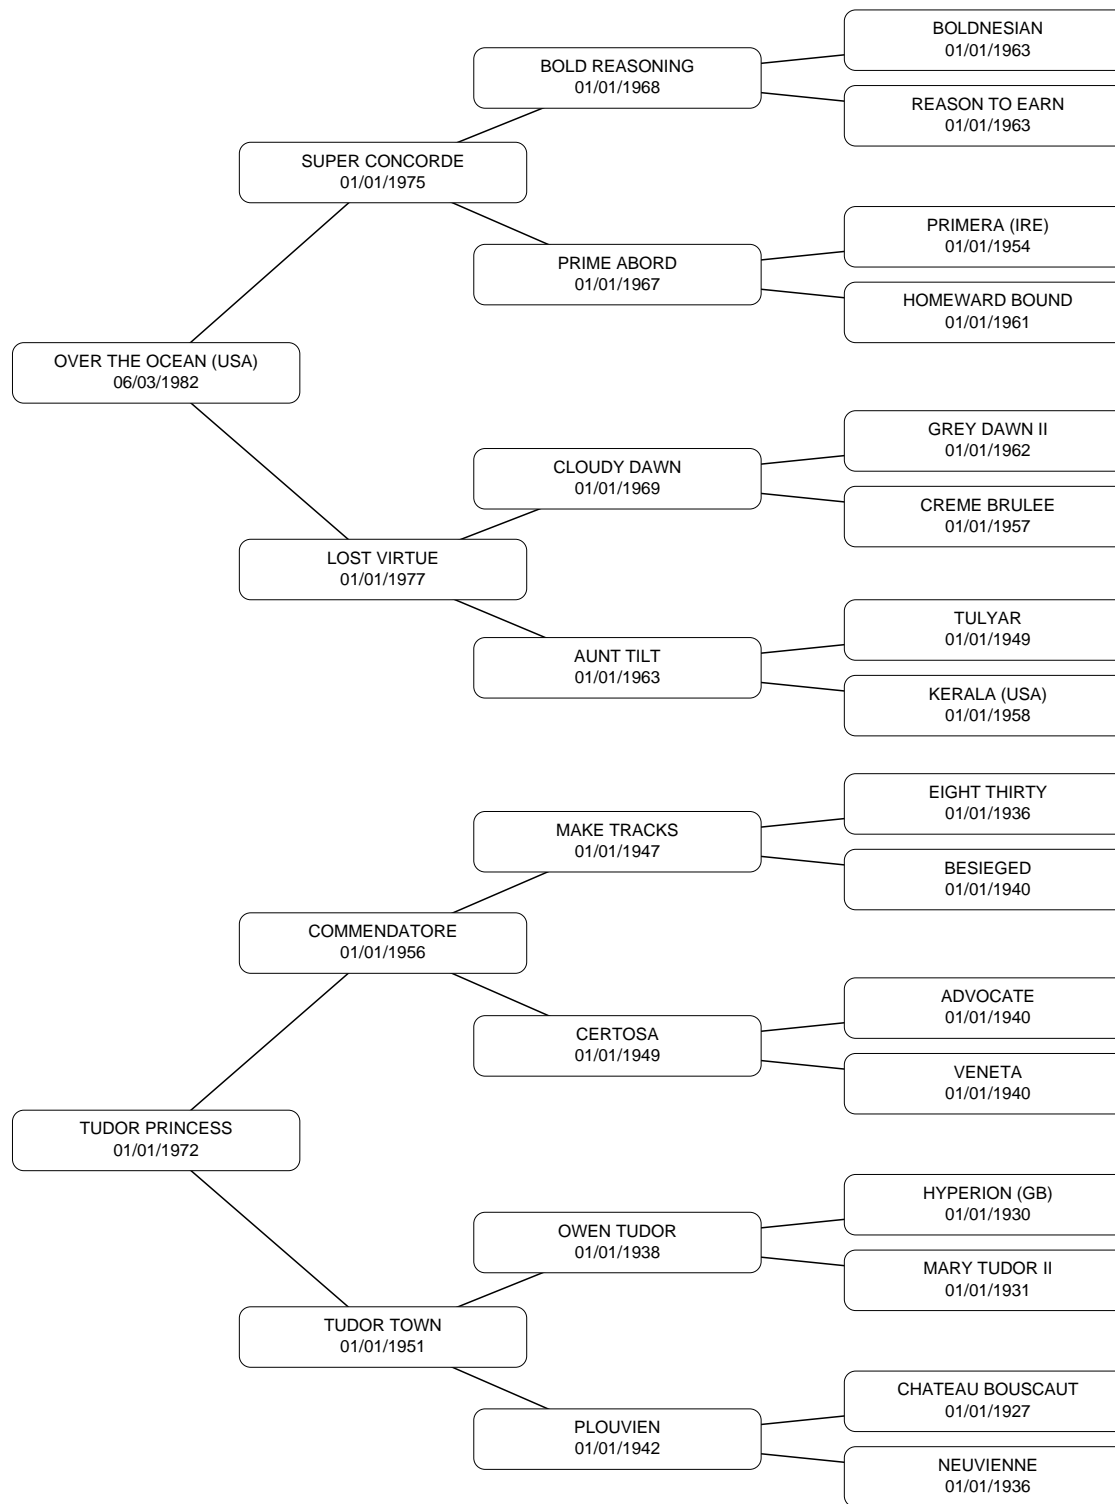 BOLDNESIAN
01/01/1963
BOLD REASONING
01/01/1968
REASON TO EARN
01/01/1963
SUPER CONCORDE
01/01/1975
PRIMERA (IRE)
01/01/1954
PRIME ABORD
01/01/1967
HOMEWARD BOUND
01/01/1961
OVER THE OCEAN (USA)
06/03/1982
GREY DAWN II
01/01/1962
CLOUDY DAWN
01/01/1969
CREME BRULEE
01/01/1957
LOST VIRTUE
01/01/1977
TULYAR
01/01/1949
AUNT TILT
01/01/1963
KERALA (USA)
01/01/1958
EIGHT THIRTY
01/01/1936
MAKE TRACKS
01/01/1947
BESIEGED
01/01/1940
COMMENDATORE
01/01/1956
ADVOCATE
01/01/1940
CERTOSA
01/01/1949
VENETA
01/01/1940
TUDOR PRINCESS
01/01/1972
HYPERION (GB)
01/01/1930
OWEN TUDOR
01/01/1938
MARY TUDOR II
01/01/1931
TUDOR TOWN
01/01/1951
CHATEAU BOUSCAUT
01/01/1927
PLOUVIEN
01/01/1942
NEUVIENNE
01/01/1936